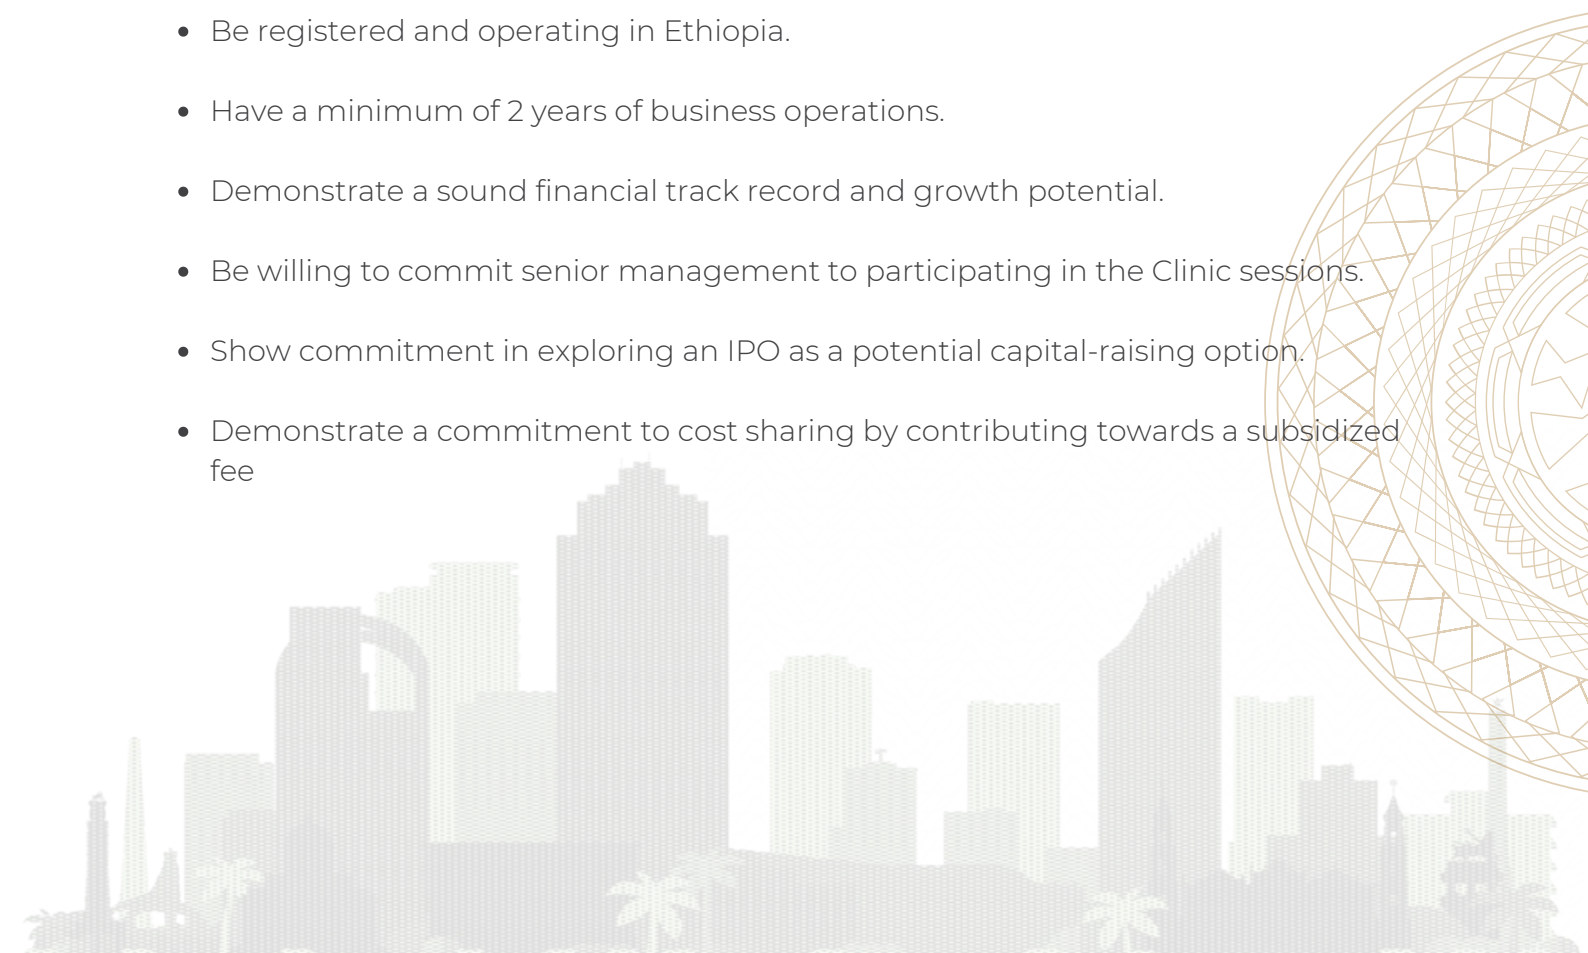 • Be registered and operating in Ethiopia.
• Have a minimum of 2 years of business operations.
• Demonstrate a sound financial track record and growth potential.
• Be willing to commit senior management to participating in the Clinic sessions.
• Show commitment in exploring an IPO as a potential capital-raising option.
• Demonstrate a commitment to cost sharing by contributing towards a subsidized
fee